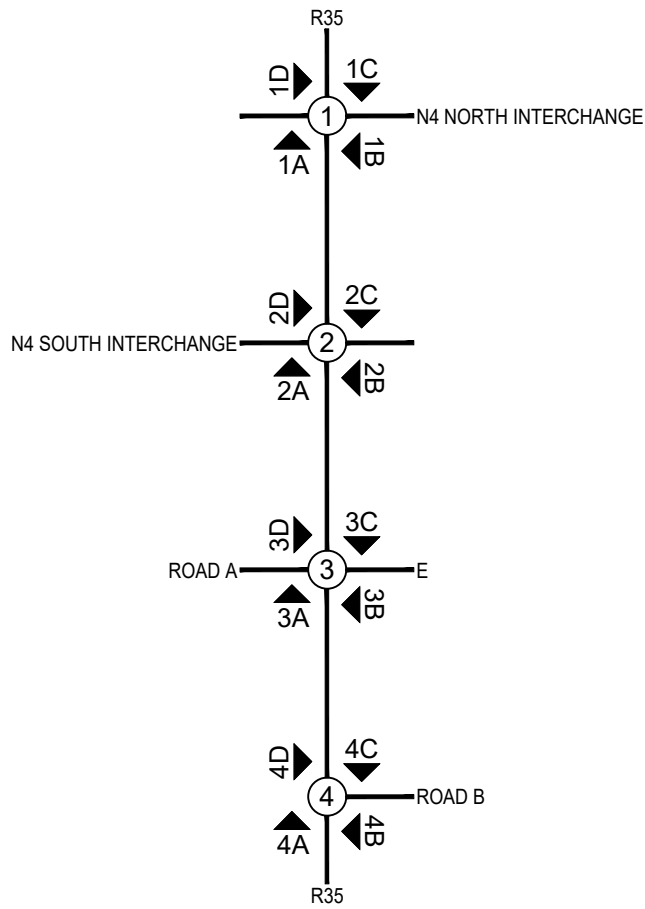 R35
1D
1C
1
N4 NORTH INTERCHANGE
1A
1B
2D
2C
N4 SOUTH INTERCHANGE
2
2A
2B
3D
3C
ROAD A
3
E
3A
3B
4D
4C
4
ROAD B
4A
4B
R35